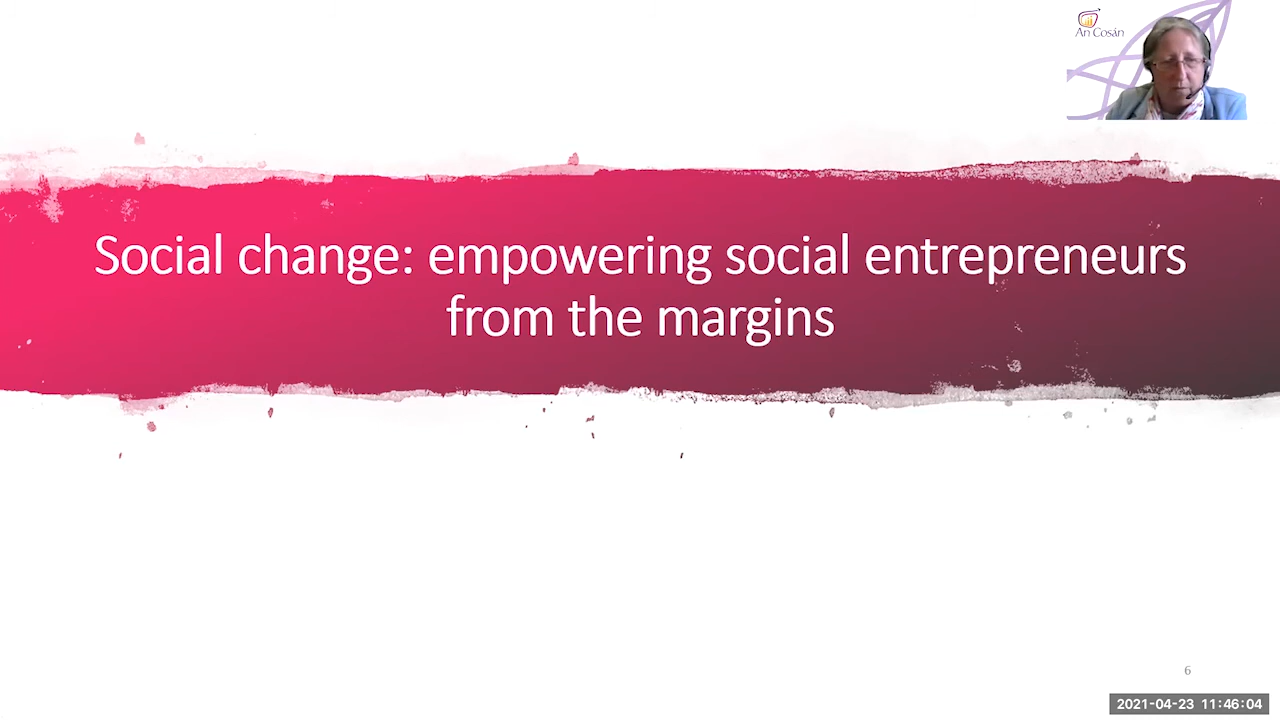 An Cosán
Social change: empowering social entrepreneurs
from the margins
6
2021-04-23 11:46:04